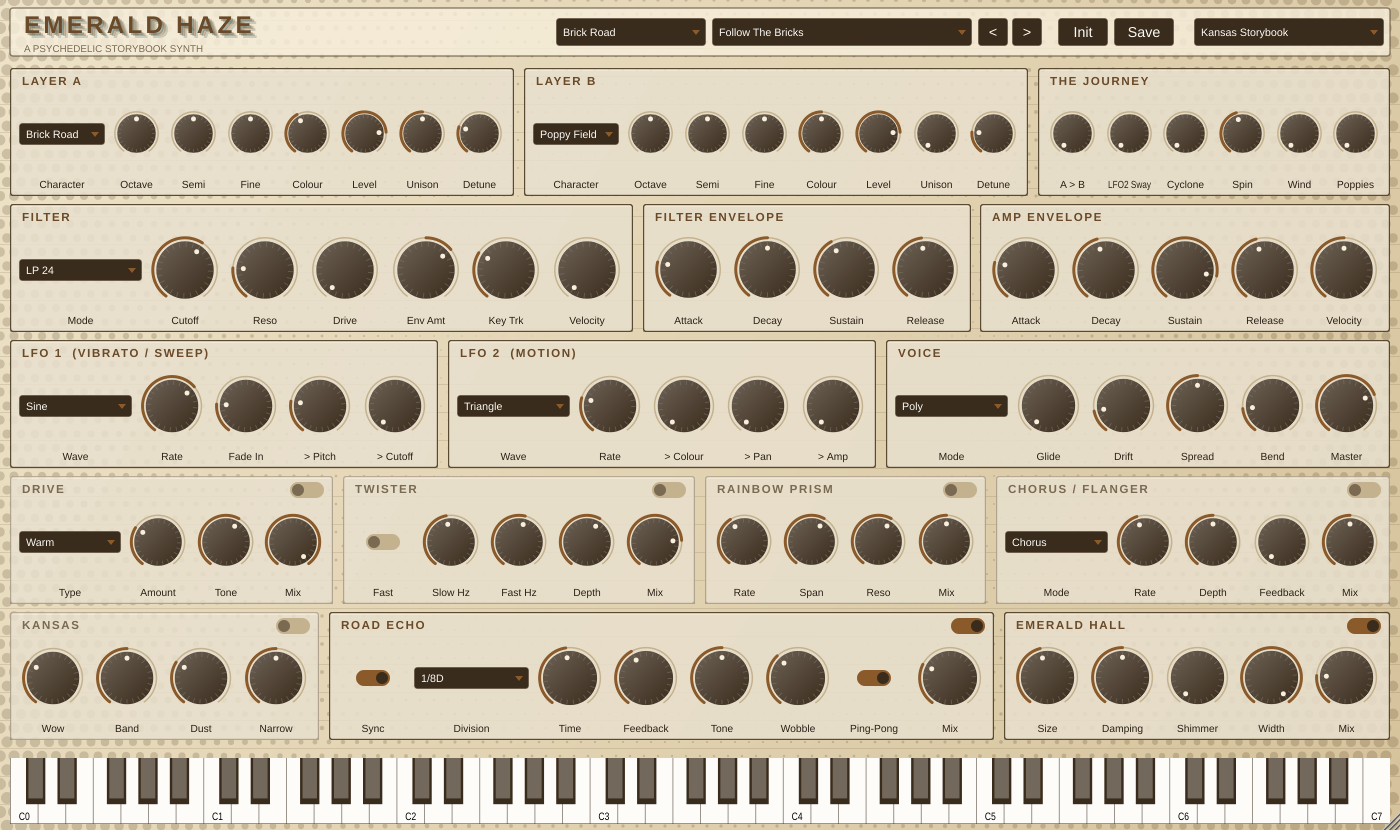 EMERALD HAZE
A PSYCHEDELIC STORYBOOK SYNTH
Brick Road Follow The Bricks < > Init Save Kansas Storybook
LAYER A
Brick Road
Character Octave Semi Fine Colour Level Unison Detune
LAYER B
Poppy Field
Character Octave Semi Fine Colour Level Unison Detune
THE JOURNEY
A > B LFO2 Sway Cyclone Spin Wind Poppies
FILTER
LP 24
Mode Cutoff Reso Drive Env Amt Key Trk Velocity
FILTER ENVELOPE
Attack Decay Sustain Release
AMP ENVELOPE
Attack Decay Sustain Release Velocity
LFO 1 (VIBRATO / SWEEP)
Sine
Wave Rate Fade In > Pitch > Cutoff
LFO 2 (MOTION)
Triangle
Wave Rate > Colour > Pan > Amp
VOICE
Poly
Mode Glide Drift Spread Bend Master
DRIVE
Warm
Type Amount Tone Mix
TWISTER
Fast Slow Hz Fast Hz Depth Mix
RAINBOW PRISM
Rate Span Reso Mix
CHORUS / FLANGER
Chorus
Mode Rate Depth Feedback Mix
KANSAS
Wow Band Dust Narrow
ROAD ECHO
1/8D
Sync Division Time Feedback Tone Wobble Ping-Pong Mix
EMERALD HALL
Size Damping Shimmer Width Mix
C0 C1 C2 C3 C4 C5 C6 C7